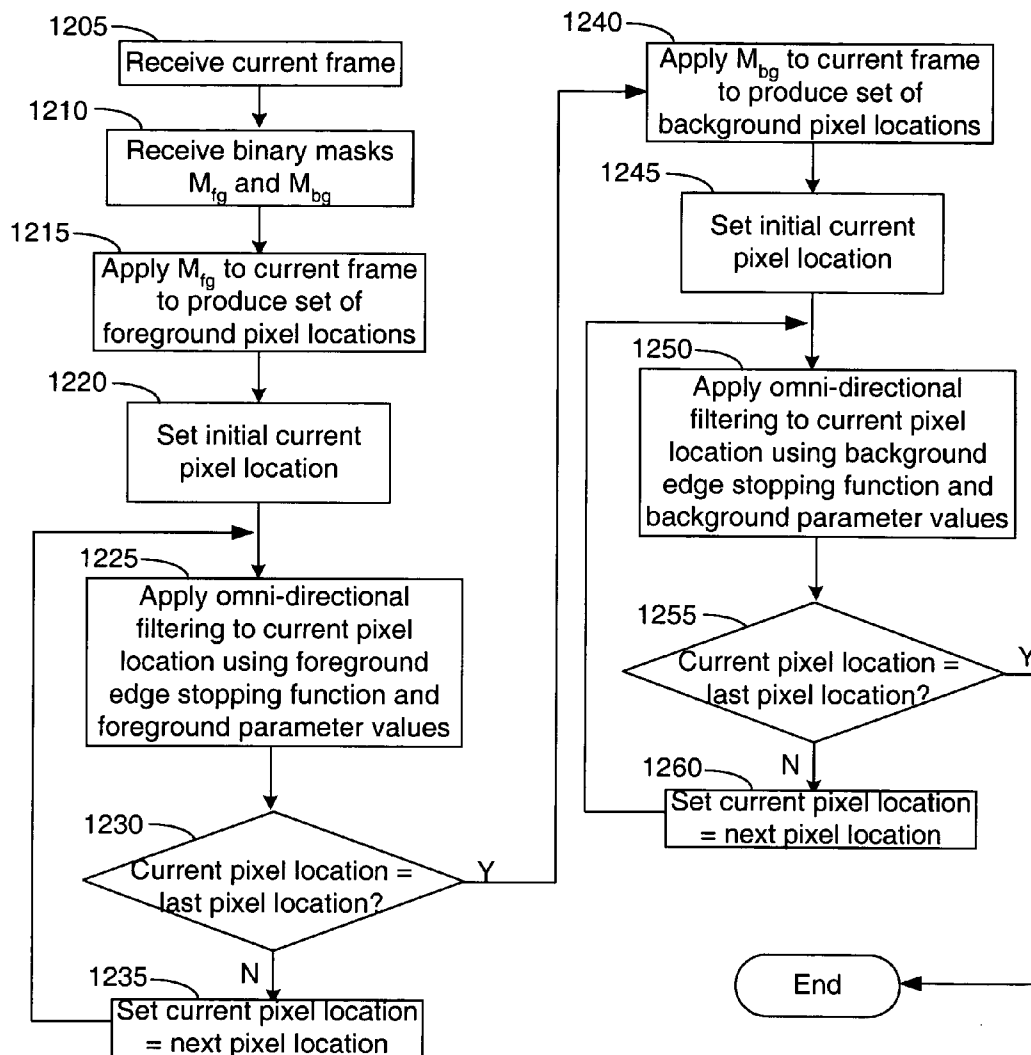 1205
Receive current frame
1210
Receive binary masks
M_fg and M_bg
1215
Apply M_fg to current frame
to produce set of
foreground pixel locations
1220
Set initial current
pixel location
1225
Apply omni-directional
filtering to current pixel
location using foreground
edge stopping function and
foreground parameter values
1230
Current pixel location =
last pixel location?
Y
N
1235
Set current pixel location
= next pixel location
1240
Apply M_bg to current frame
to produce set of
background pixel locations
1245
Set initial current
pixel location
1250
Apply omni-directional
filtering to current pixel
location using background
edge stopping function and
background parameter values
1255
Current pixel location =
last pixel location?
Y
N
1260
Set current pixel location
= next pixel location
End